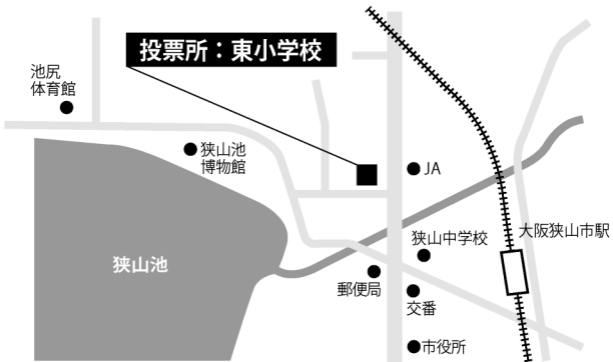 投票所：東小学校
池尻
体育館
狭山池
博物館
JA
大阪狭山市駅
狭山中学校
狭山池
郵便局
交番
市役所